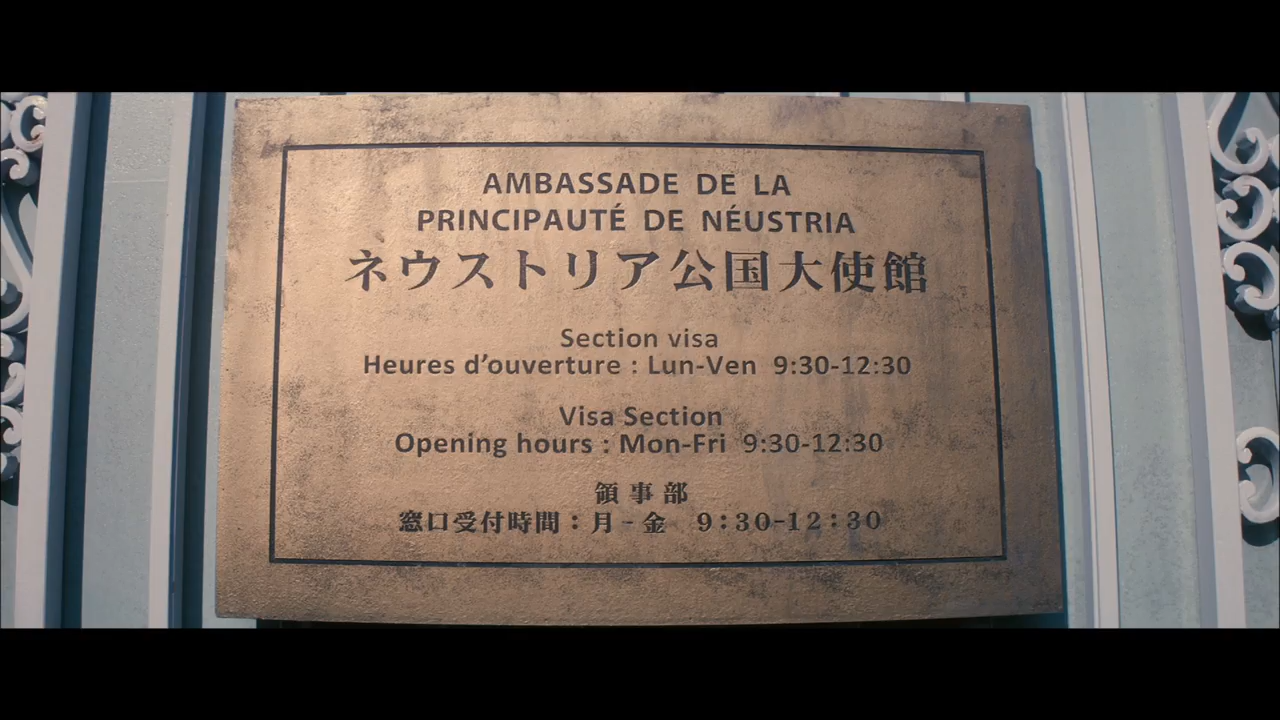 AMBASSADE DE LA
PRINCIPAUTÉ DE NÉUSTRIA
ネウストリア公国大使館
Section visa
Heures d'ouverture : Lun-Ven 9:30-12:30
Visa Section
Opening hours : Mon-Fri 9:30-12:30
領事部
窓口受付時間：月-金 9:30-12:30